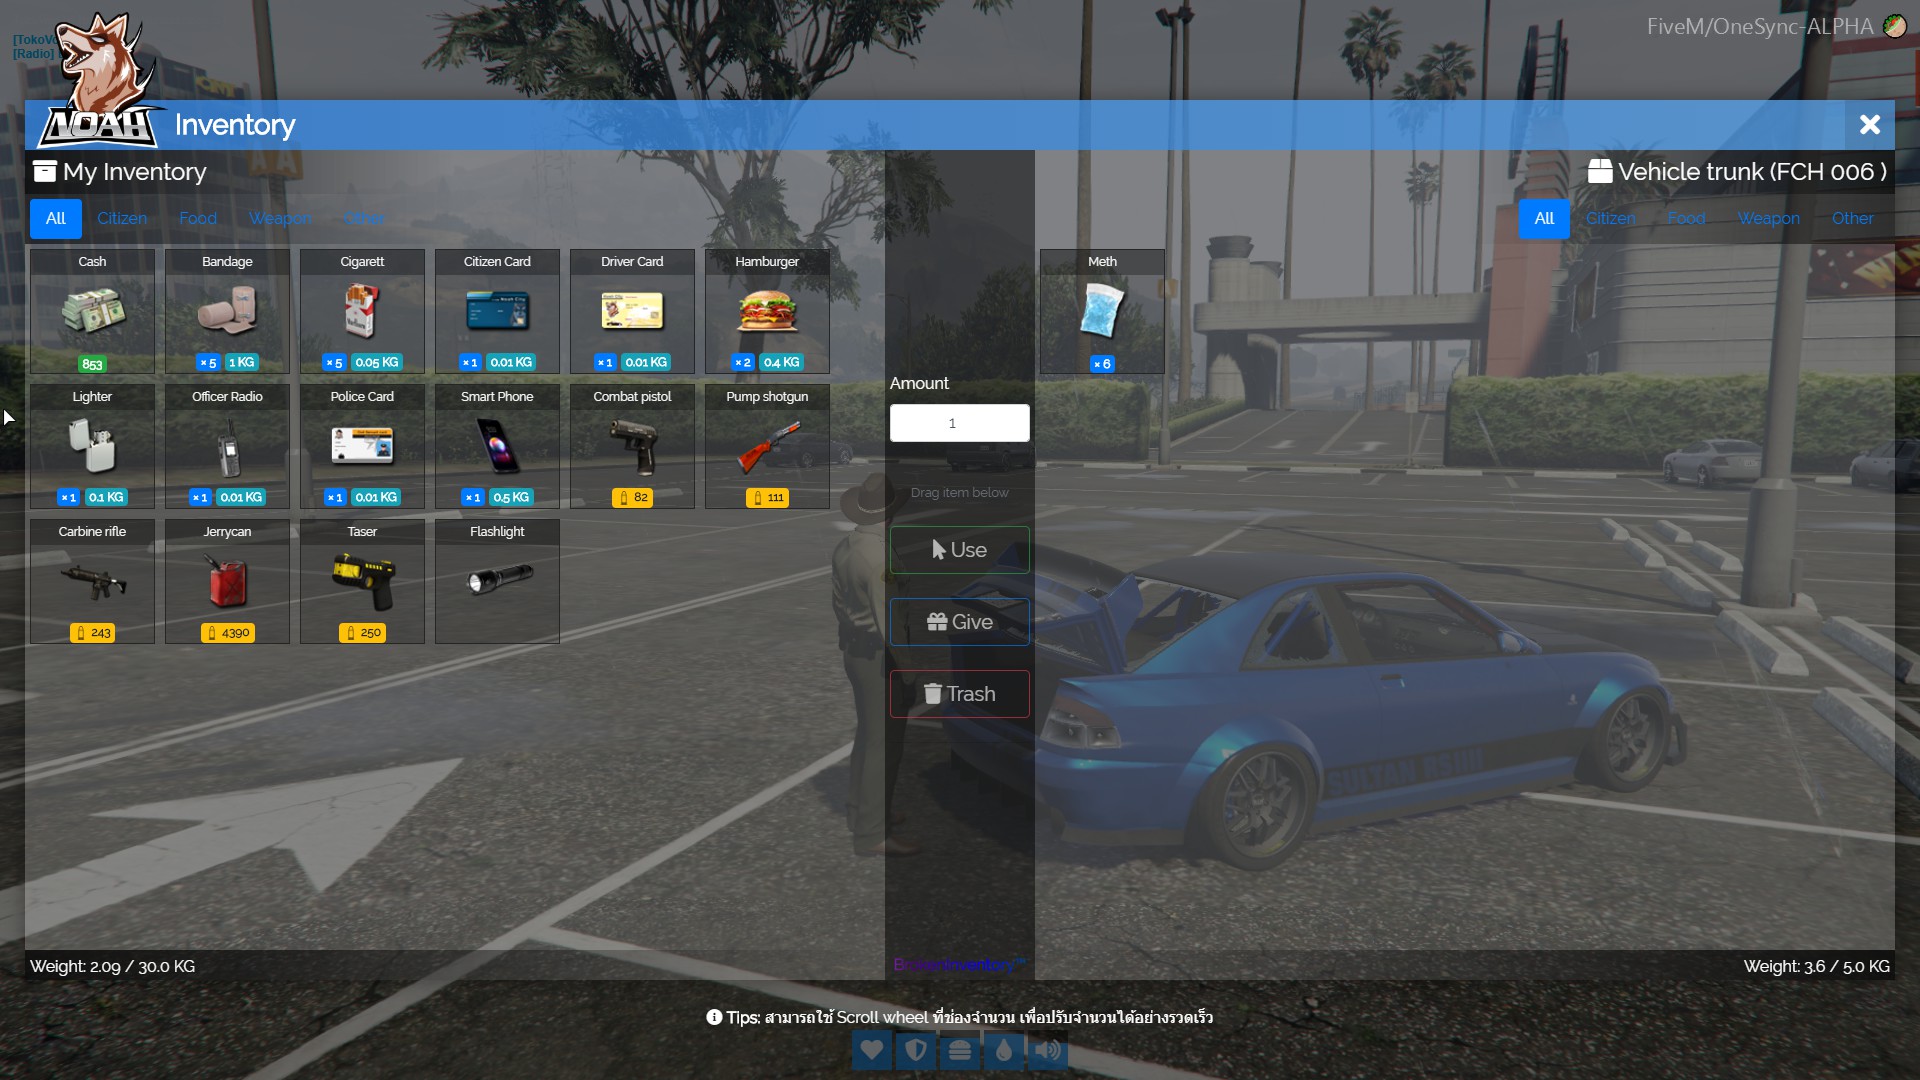 FiveM/OneSync-ALPHA
[Radio]
NOAH
Inventory
My Inventory
Vehicle trunk (FCH 006 )
All Citizen Food Weapon Other
All Citizen Food Weapon Other
Cash Bandage Cigarett Citizen Card Driver Card Hamburger
Meth
853 ×5 1 KG ×5 0.05 KG ×1 0.01 KG ×1 0.01 KG ×2 0.4 KG
×6
Amount
1
Lighter Officer Radio Police Card Smart Phone Combat pistol Pump shotgun
×1 0.1 KG ×1 0.01 KG ×1 0.01 KG ×1 0.5 KG 82 111
Drag item below
Carbine rifle Jerrycan Taser Flashlight
243 4390 250
Use
Give
Trash
SULTAN RSIII
BrokenInventory
Weight: 2.09 / 30.0 KG
Weight: 3.6 / 5.0 KG
Tips: สามารถใช้ Scroll wheel ที่ช่องจำนวน เพื่อปรับจำนวนได้อย่างรวดเร็ว